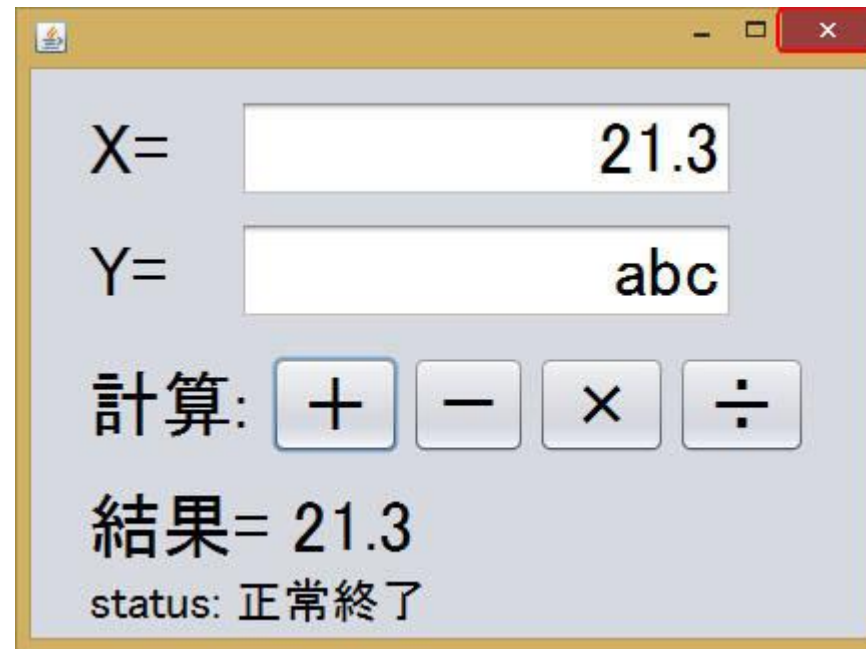 X= 21.3
Y= abc
計算: + − × ÷
結果= 21.3
status: 正常終了